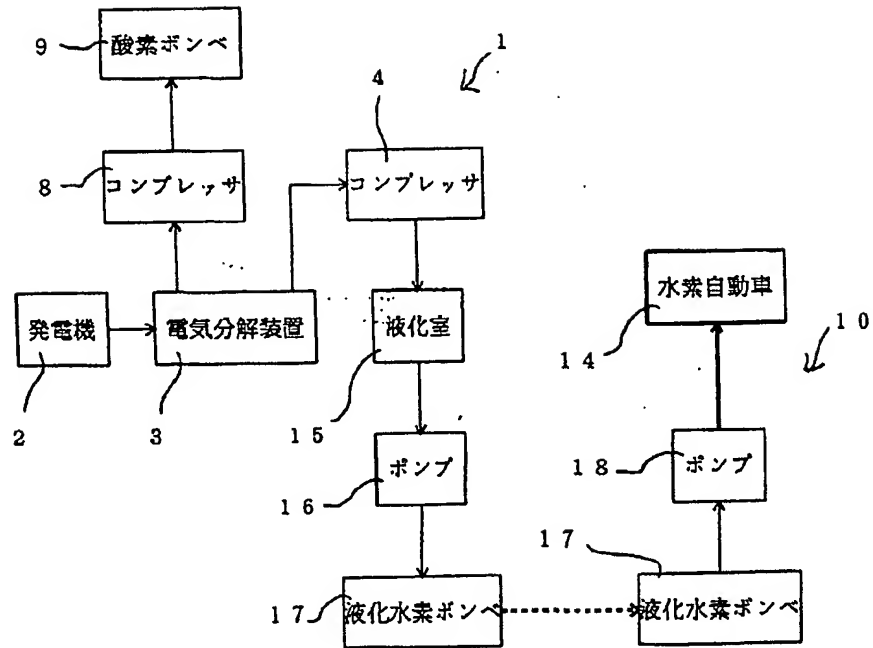 9
酸素ボンベ
1
4
8
コンプレッサ
コンプレッサ
水素自動車
発電機
電気分解装置
液化室
14
10
2
3
15
ポンプ
16
18
ポンプ
17
17
液化水素ボンベ
液化水素ボンベ